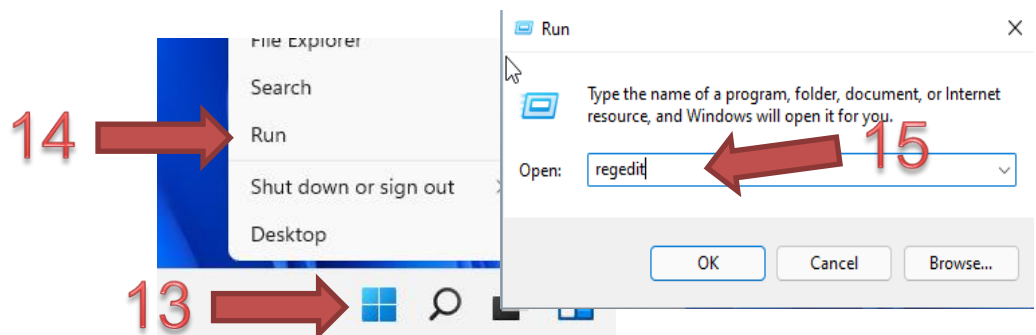 File Explorer
Search
14
Run
Shut down or sign out
Desktop
13
Run
Type the name of a program, folder, document, or Internet
resource, and Windows will open it for you.
15
Open:
regedit
OK
Cancel
Browse...